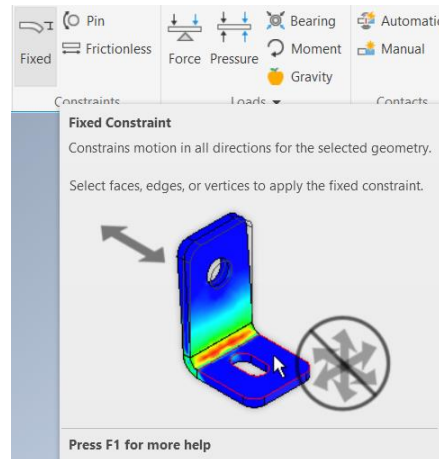 Pin
Frictionless
Fixed
Force
Pressure
Bearing
Moment
Gravity
Automatic
Manual
Constraints
Loads
Contacts
Fixed Constraint
Constrains motion in all directions for the selected geometry.
Select faces, edges, or vertices to apply the fixed constraint.
Press F1 for more help